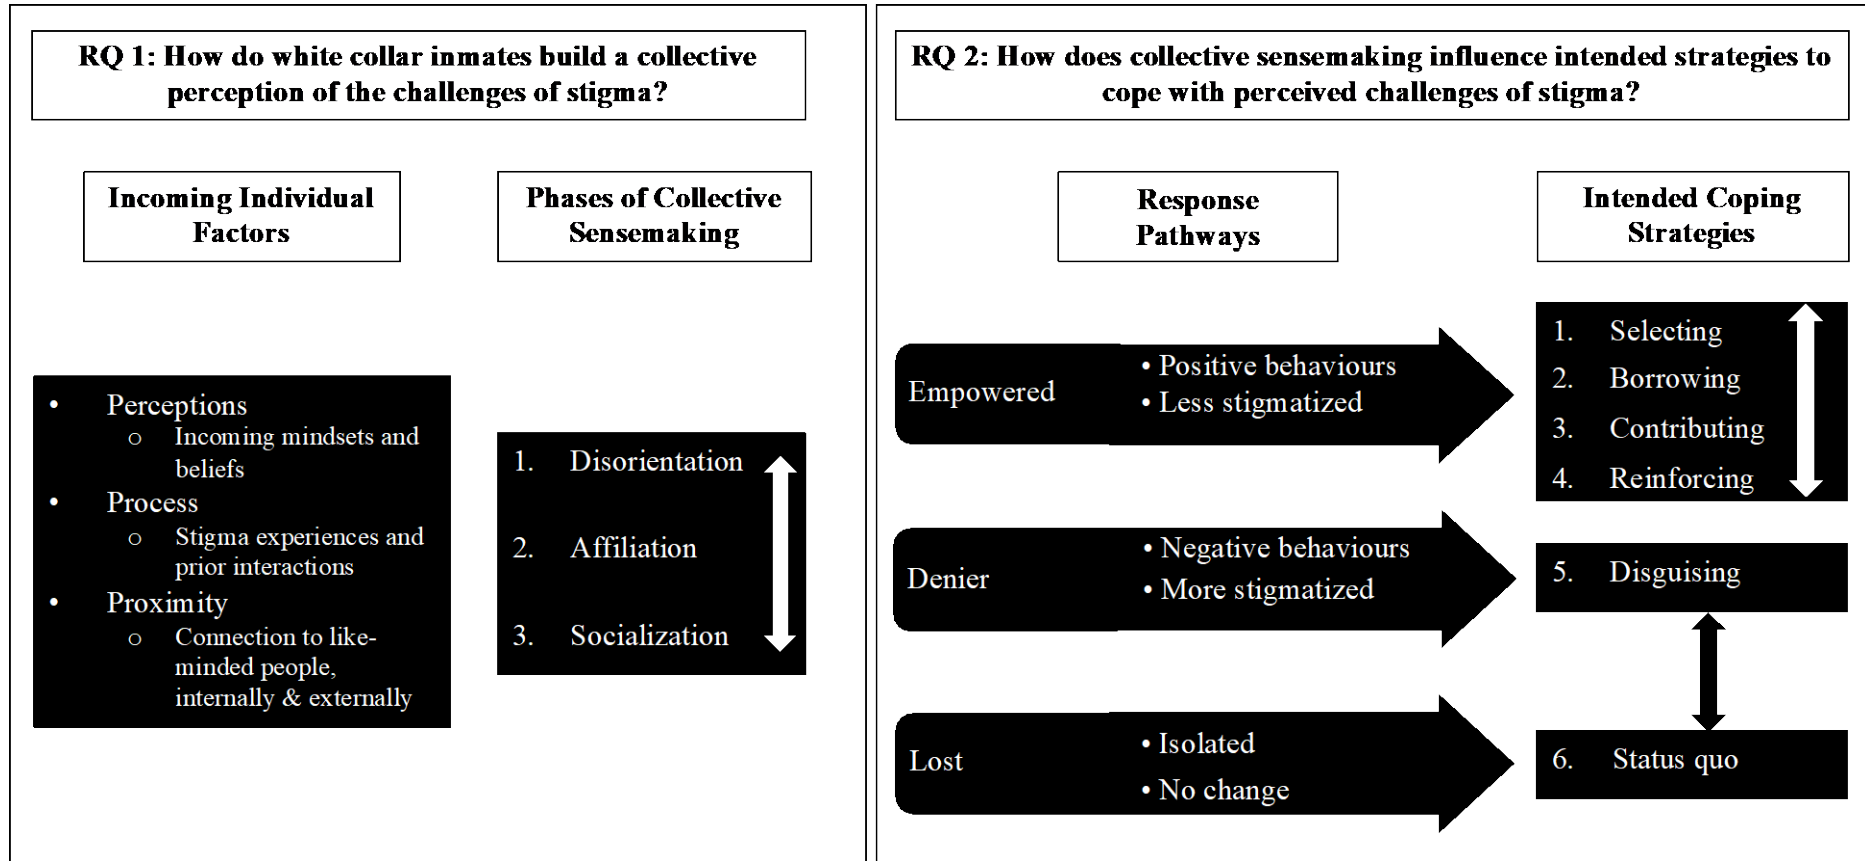 RQ 1: How do white collar inmates build a collective
perception of the challenges of stigma?
Incoming Individual
Factors
Phases of Collective
Sensemaking
• Perceptions
o Incoming mindsets and
beliefs
• Process
o Stigma experiences and
prior interactions
• Proximity
o Connection to like-
minded people,
internally & externally
1. Disorientation
2. Affiliation
3. Socialization
RQ 2: How does collective sensemaking influence intended strategies to
cope with perceived challenges of stigma?
Response
Pathways
Intended Coping
Strategies
Empowered
• Positive behaviours
• Less stigmatized
1. Selecting
2. Borrowing
3. Contributing
4. Reinforcing
Denier
• Negative behaviours
• More stigmatized
5. Disguising
Lost
• Isolated
• No change
6. Status quo